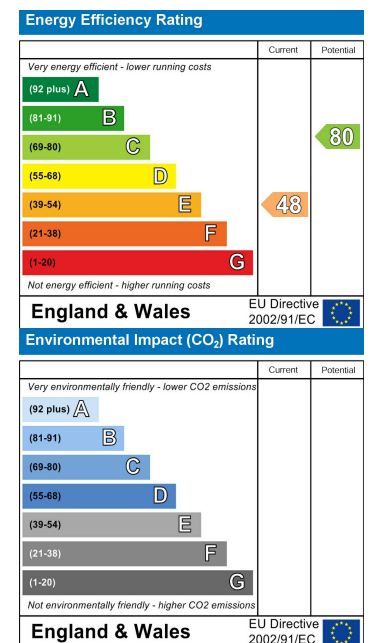 Energy Efficiency Rating
Current Potential
Very energy efficient - lower running costs
(92 plus) A
(81-91) B
(69-80) C
80
(55-68) D
(39-54) E
48
(21-38) F
(1-20) G
Not energy efficient - higher running costs
England & Wales
EU Directive
2002/91/EC
Environmental Impact (CO₂) Rating
Current Potential
Very environmentally friendly - lower CO2 emissions
(92 plus) A
(81-91) B
(69-80) C
(55-68) D
(39-54) E
(21-38) F
(1-20) G
Not environmentally friendly - higher CO2 emissions
England & Wales
EU Directive
2002/91/EC